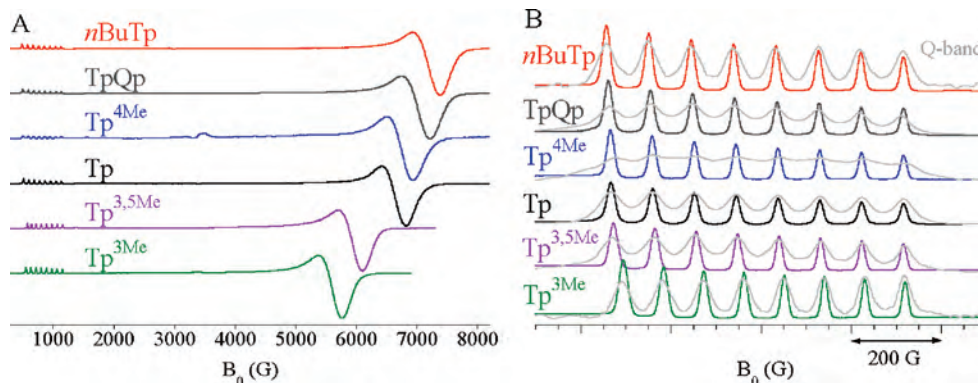 A
nBuTp
TpQp
Tp4Me
Tp
Tp3,5Me
Tp3Me
1000 2000 3000 4000 5000 6000 7000 8000
B0 (G)
B
nBuTp
Q-band
TpQp
Tp4Me
Tp
Tp3,5Me
Tp3Me
200 G
B0 (G)